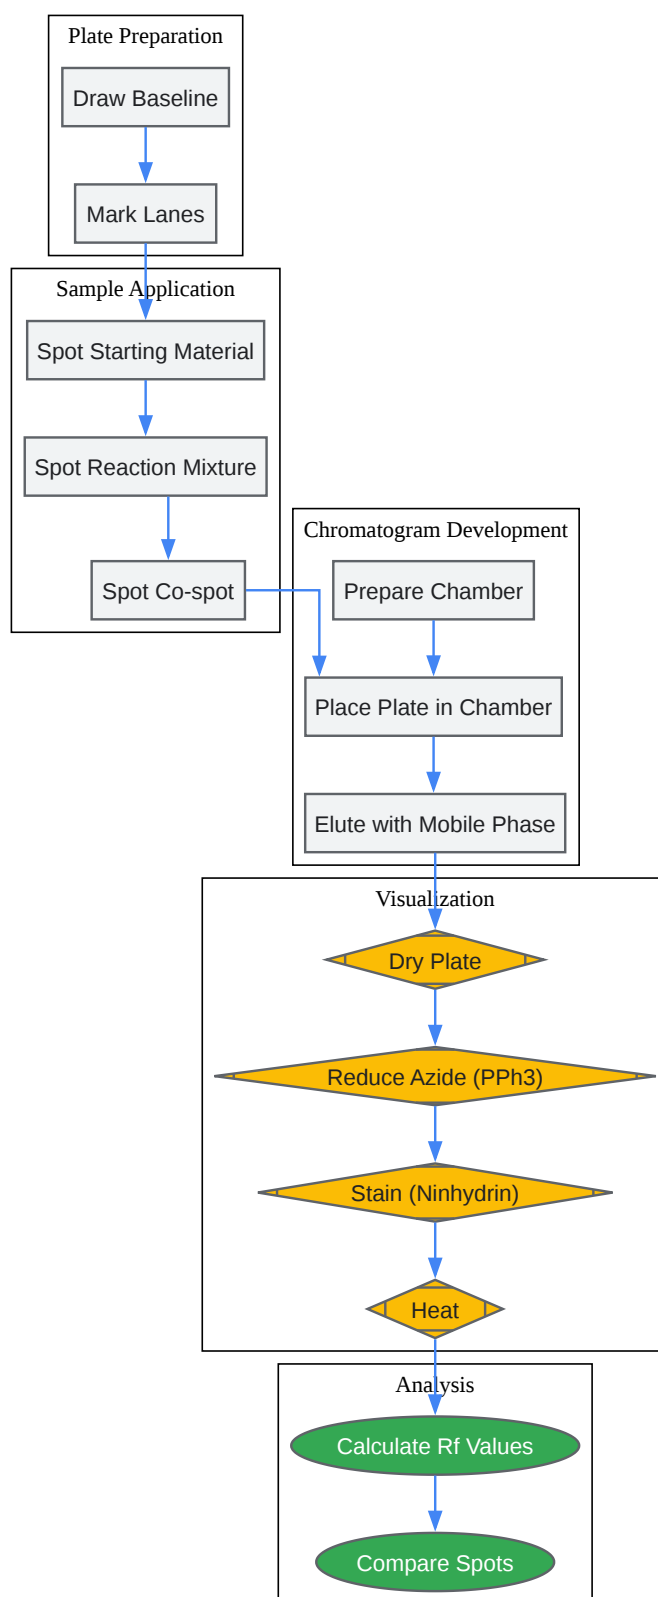 Plate Preparation
Draw Baseline
Mark Lanes
Sample Application
Spot Starting Material
Spot Reaction Mixture
Spot Co-spot
Chromatogram Development
Prepare Chamber
Place Plate in Chamber
Elute with Mobile Phase
Visualization
Dry Plate
Reduce Azide (PPh3)
Stain (Ninhydrin)
Heat
Analysis
Calculate Rf Values
Compare Spots